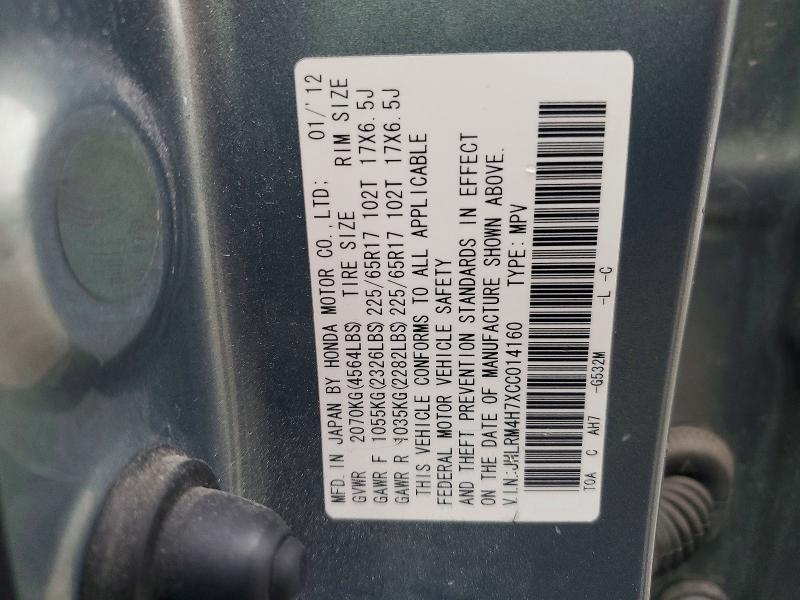 MFD. IN JAPAN BY HONDA MOTOR CO., LTD; 01/'12
GVWR 2070KG(4564LBS) TIRE SIZE RIM SIZE
GAWR F 1055KG(2326LBS) 225/65R17 102T 17X6.5J
GAWR R 1035KG(2282LBS) 225/65R17 102T 17X6.5J
THIS VEHICLE CONFORMS TO ALL APPLICABLE
FEDERAL MOTOR VEHICLE SAFETY
AND THEFT PREVENTION STANDARDS IN EFFECT
ON THE DATE OF MANUFACTURE SHOWN ABOVE.
V.I.N.:JHLRM4H7XCC014160 TYPE: MPV
TOA C AH7 -G532M -L -C